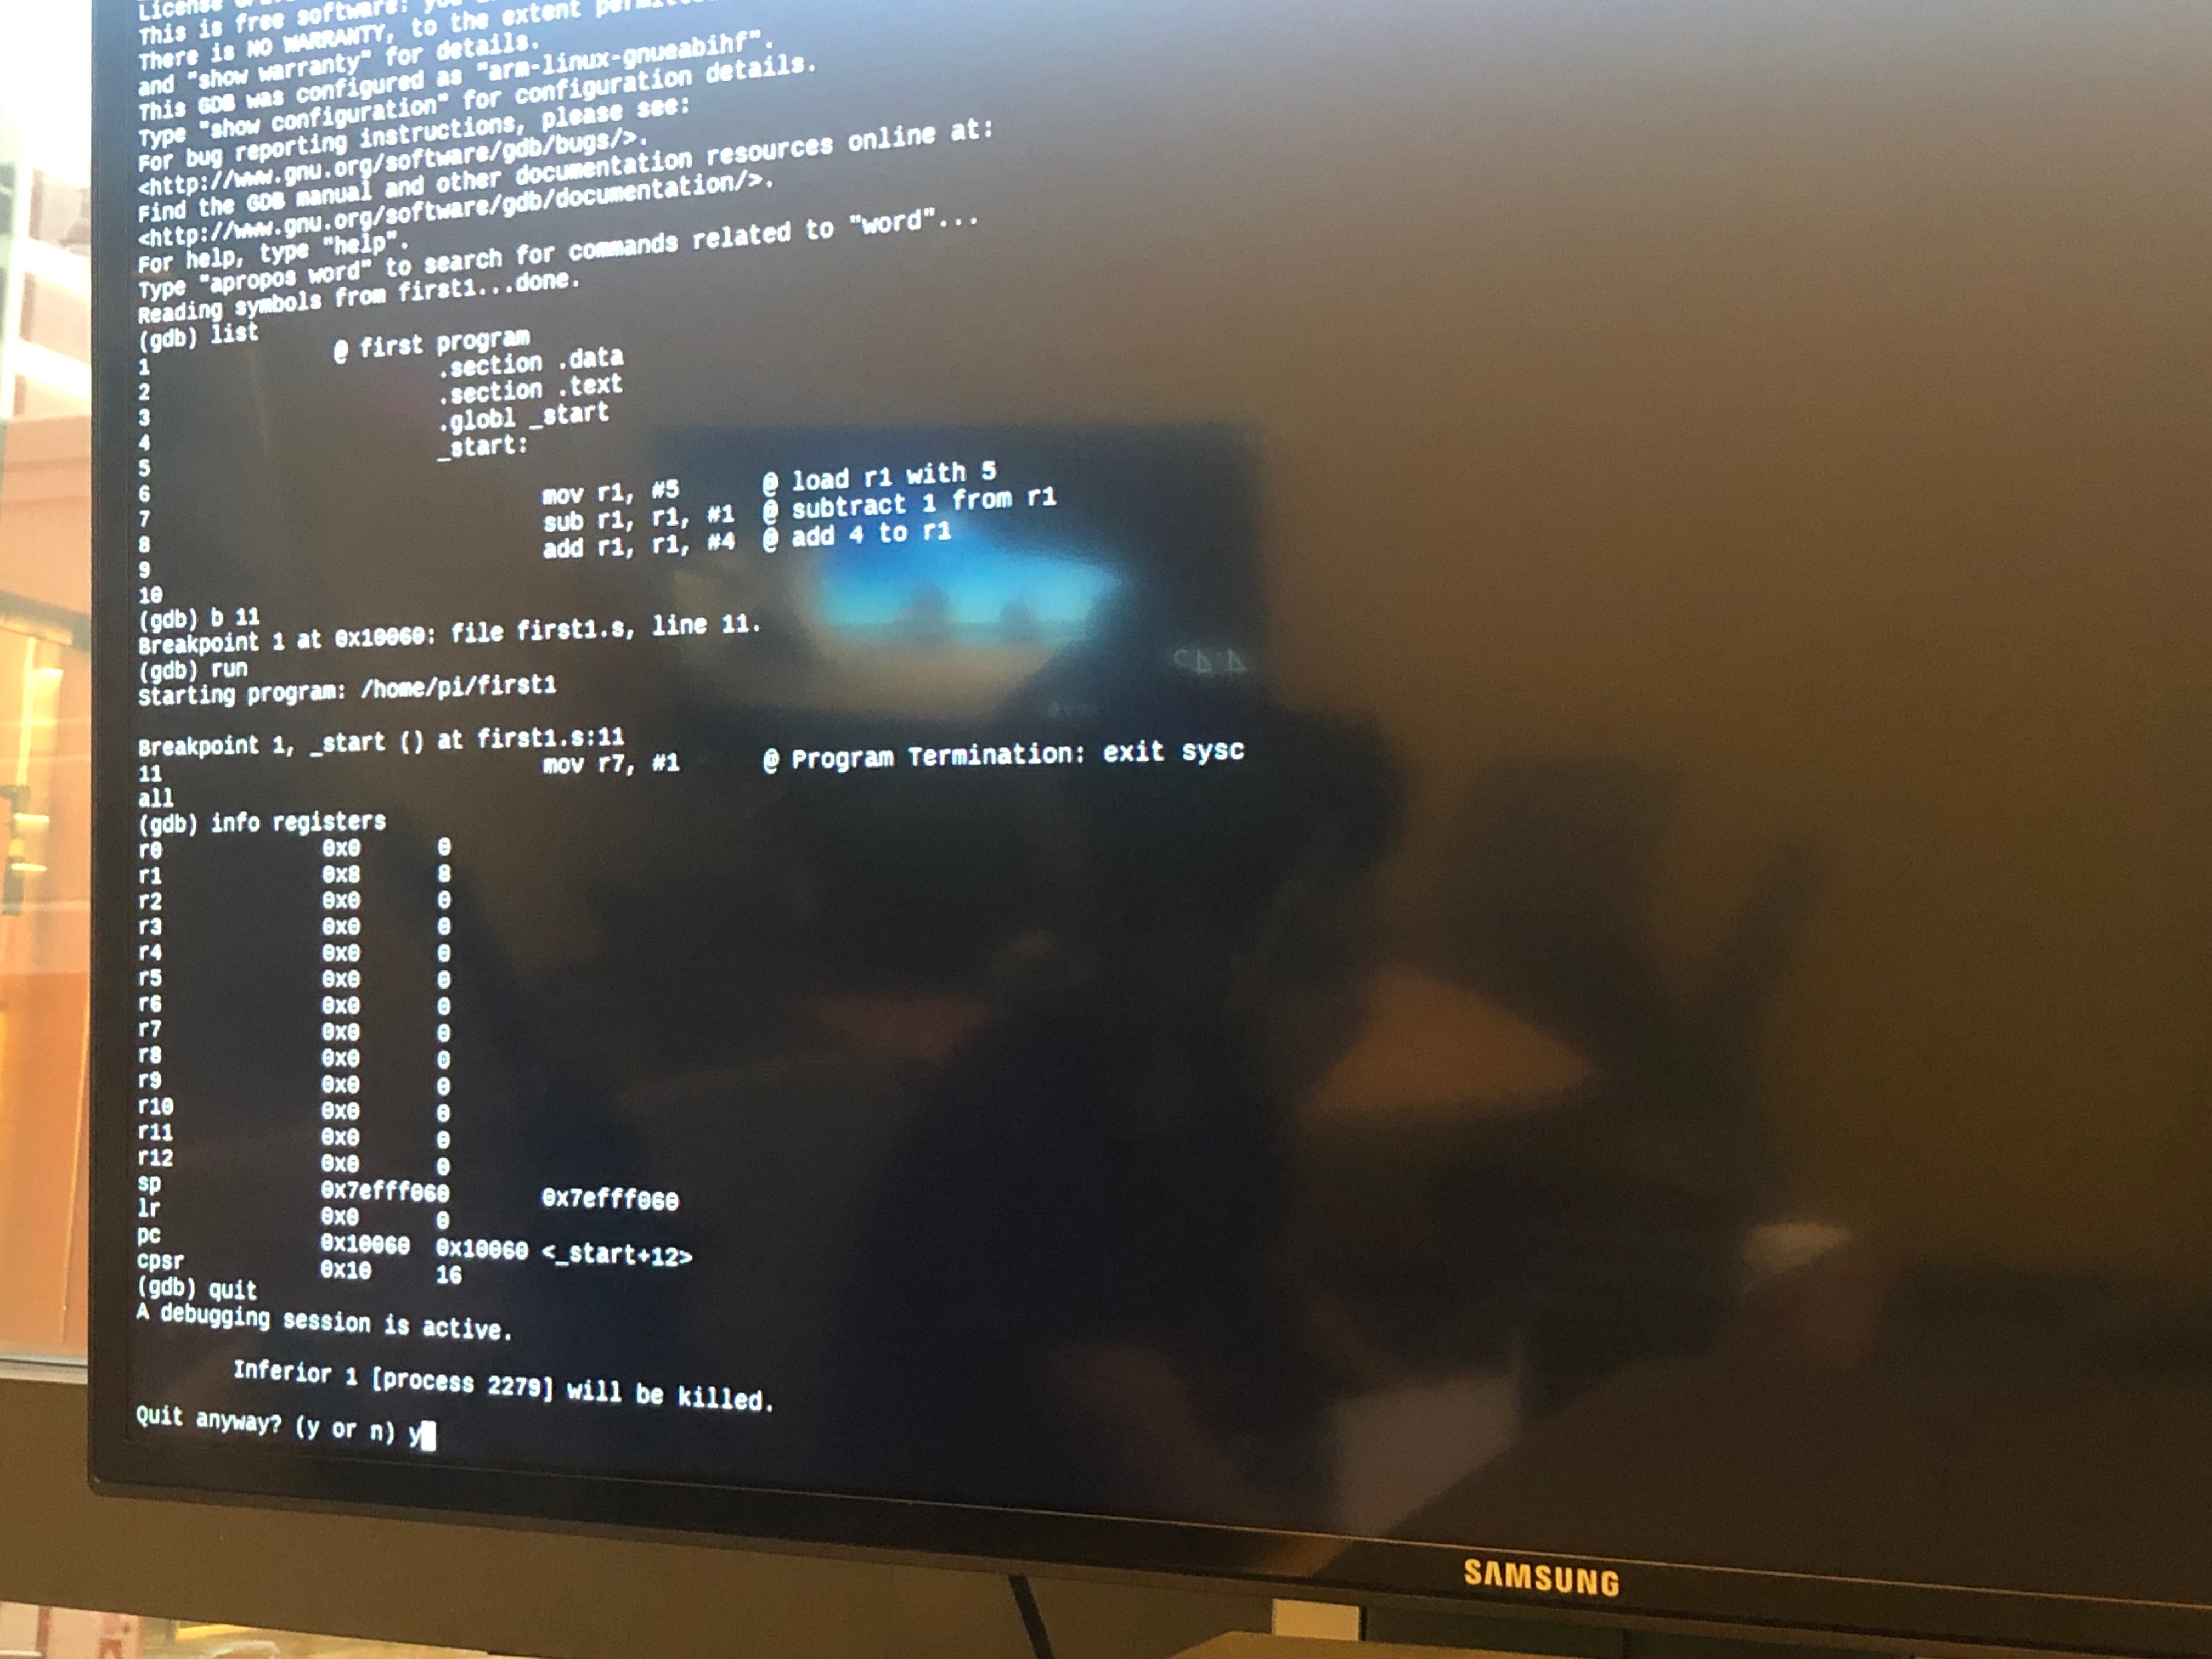 License
This is free software: you
There is NO WARRANTY, to the extent
and "show warranty" for details.
This GDB was configured as "arm-linux-gnueabihf".
Type "show configuration" for configuration details.
For bug reporting instructions, please see:
<http://www.gnu.org/software/gdb/bugs/>.
Find the GDB manual and other documentation resources online at:
<http://www.gnu.org/software/gdb/documentation/>.
For help, type "help".
Type "apropos word" to search for commands related to "word"...
Reading symbols from first1...done.
(gdb) list
1 @ first program
2 .section .data
3 .section .text
4 .globl _start
5 _start:
6
7 mov r1, #5 @ load r1 with 5
8 sub r1, r1, #1 @ subtract 1 from r1
9 add r1, r1, #4 @ add 4 to r1
10
(gdb) b 11
Breakpoint 1 at 0x10060: file first1.s, line 11.
(gdb) run
Starting program: /home/pi/first1
Breakpoint 1, _start () at first1.s:11
11 mov r7, #1 @ Program Termination: exit sysc
all
(gdb) info registers
r0 0x0 0
r1 0x8 8
r2 0x0 0
r3 0x0 0
r4 0x0 0
r5 0x0 0
r6 0x0 0
r7 0x0 0
r8 0x0 0
r9 0x0 0
r10 0x0 0
r11 0x0 0
r12 0x0 0
sp 0x7efff060 0x7efff060
lr 0x0 0
pc 0x10060 0x10060 <_start+12>
cpsr 0x10 16
(gdb) quit
A debugging session is active.
Inferior 1 [process 2279] will be killed.
Quit anyway? (y or n) y
SAMSUNG